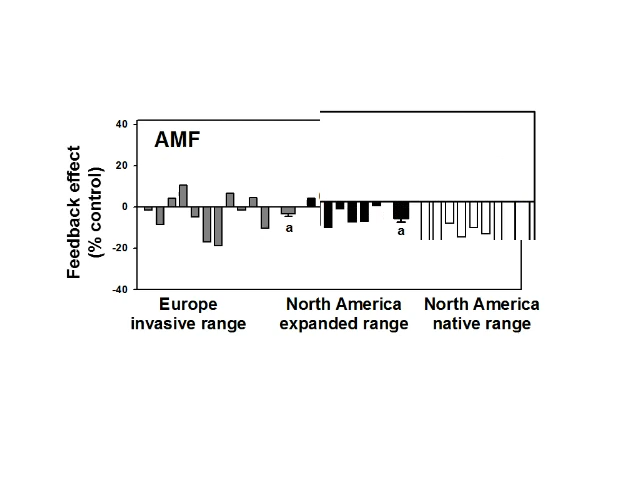 AMF
40
20
0
-20
-40
Feedback effect
(% control)
a
a
Europe
invasive range
North America
expanded range
North America
native range